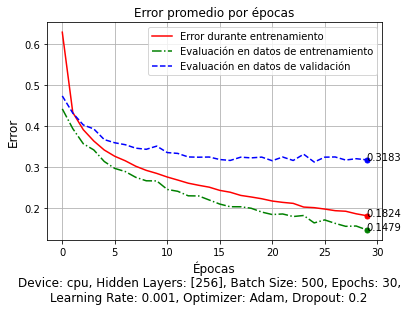 Error promedio por épocas
Error durante entrenamiento
Evaluación en datos de entrenamiento
Evaluación en datos de validación
Error
0.6
0.5
0.4
0.3
0.2
0.3183
0.1824
0.1479
0 5 10 15 20 25 30
Épocas
Device: cpu, Hidden Layers: [256], Batch Size: 500, Epochs: 30,
Learning Rate: 0.001, Optimizer: Adam, Dropout: 0.2